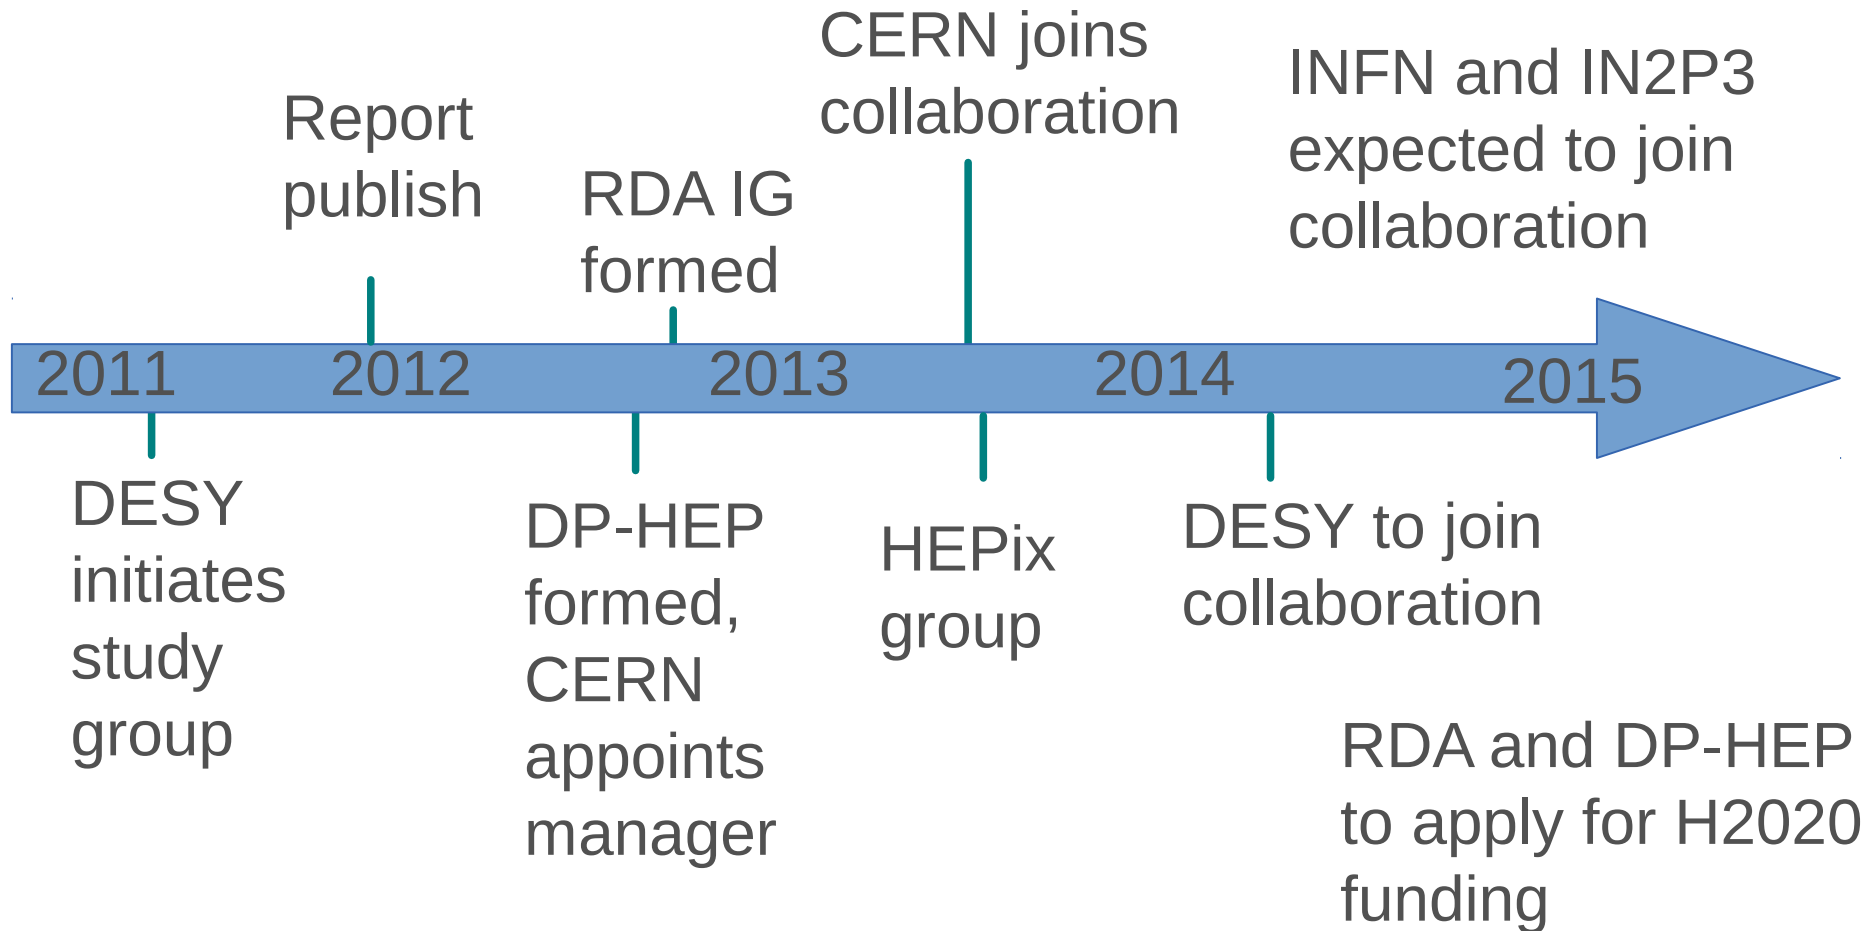 CERN joins
collaboration
INFN and IN2P3
expected to join
collaboration
Report
publish
RDA IG
formed
2011 2012 2013 2014 2015
DESY
initiates
study
group
DP-HEP
formed,
CERN
appoints
manager
HEPix
group
DESY to join
collaboration
RDA and DP-HEP
to apply for H2020
funding